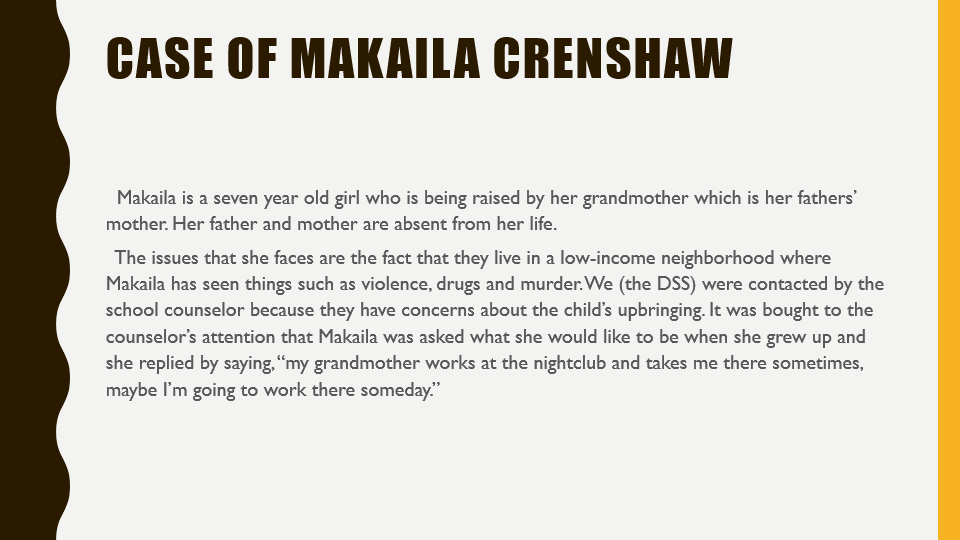 CASE OF MAKAILA CRENSHAW
Makaila is a seven year old girl who is being raised by her grandmother which is her fathers’
mother. Her father and mother are absent from her life.
The issues that she faces are the fact that they live in a low-income neighborhood where
Makaila has seen things such as violence, drugs and murder. We (the DSS) were contacted by the
school counselor because they have concerns about the child’s upbringing. It was bought to the
counselor’s attention that Makaila was asked what she would like to be when she grew up and
she replied by saying, “my grandmother works at the nightclub and takes me there sometimes,
maybe I’m going to work there someday.”